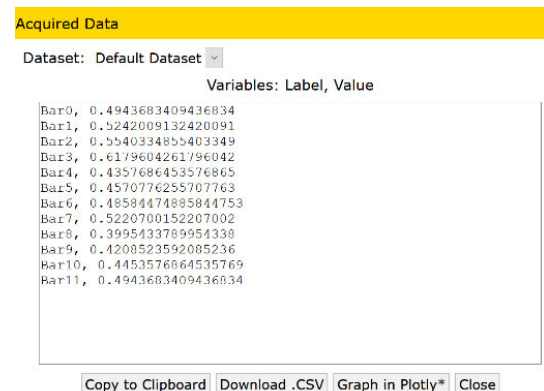 Acquired Data
Dataset: Default Dataset
Variables: Label, Value
Bar0, 0.4943683409436834
Bar1, 0.5242009132420091
Bar2, 0.5540334855403349
Bar3, 0.6179604261796042
Bar4, 0.4357686453576865
Bar5, 0.4570776255707763
Bar6, 0.48584474885844753
Bar7, 0.5220700152207002
Bar8, 0.3995433789954338
Bar9, 0.4208523592085236
Bar10, 0.4453576864535769
Bar11, 0.4943683409436834
Copy to Clipboard Download .CSV Graph in Plotly* Close